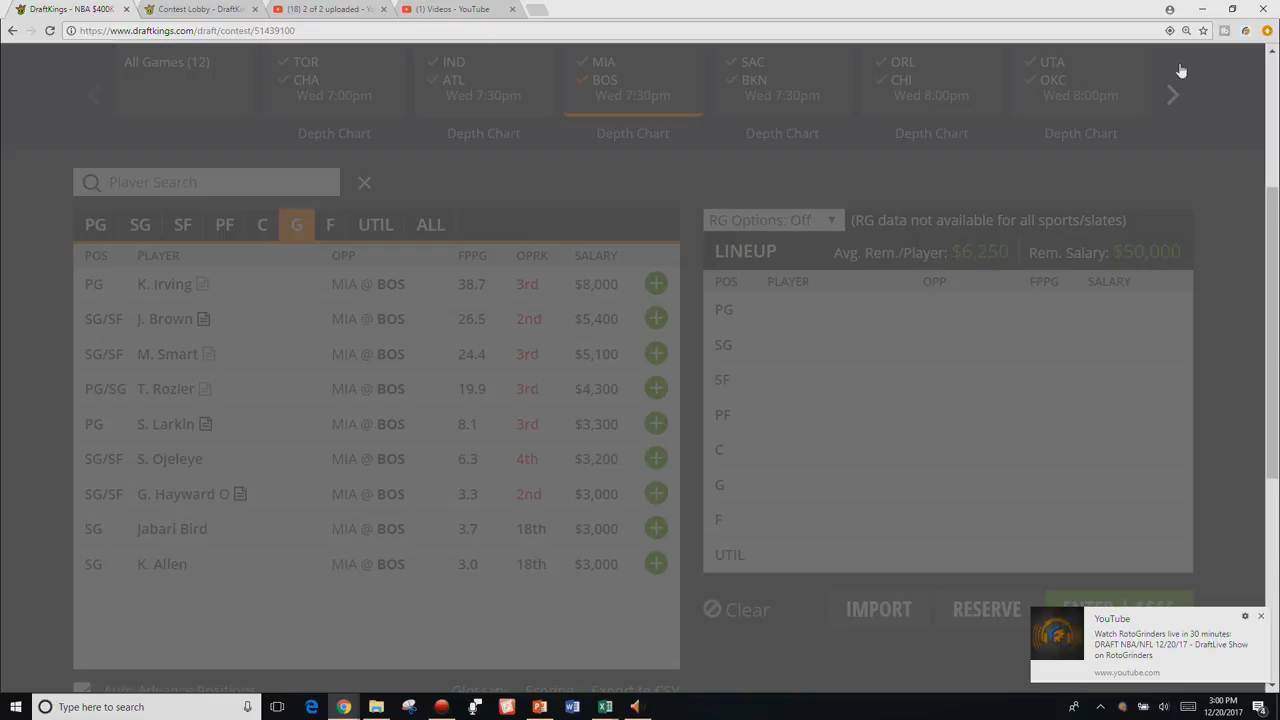 DraftKings - NBA $400K
Contest Lobby - DraftK
(18) 2 of 2 uploaded - Yo
(1) Videos - YouTube
https://www.draftkings.com/draft/contest/51439100
All Games (12)
TOR
CHA
Wed 7:00pm
IND
ATL
Wed 7:30pm
MIA
BOS
Wed 7:30pm
SAC
BKN
Wed 7:30pm
ORL
CHI
Wed 8:00pm
UTA
OKC
Wed 8:00pm
Depth Chart Depth Chart Depth Chart Depth Chart Depth Chart Depth Chart
Player Search
PG SG SF PF C G F UTIL ALL
POS PLAYER OPP FPPG OPRK SALARY
PG K. Irving MIA @ BOS 38.7 3rd $8,000
SG/SF J. Brown MIA @ BOS 26.5 2nd $5,400
SG/SF M. Smart MIA @ BOS 24.4 3rd $5,100
PG/SG T. Rozier MIA @ BOS 19.9 3rd $4,300
PG S. Larkin MIA @ BOS 8.1 3rd $3,300
SG/SF S. Ojeleye MIA @ BOS 6.3 4th $3,200
SG/SF G. Hayward O MIA @ BOS 3.3 2nd $3,000
SG Jabari Bird MIA @ BOS 3.7 18th $3,000
SG K. Allen MIA @ BOS 3.0 18th $3,000
RG Options: Off (RG data not available for all sports/slates)
LINEUP Avg. Rem./Player: $6,250 Rem. Salary: $50,000
POS PLAYER OPP FPPG SALARY
PG
SG
SF
PF
C
G
F
UTIL
Clear IMPORT RESERVE
Auto Advance Positions Scoring Export to CSV
YouTube
Watch RotoGrinders live in 30 minutes:
DRAFT NBA/NFL 12/20/17 - DraftLive Show
on RotoGrinders
www.youtube.com
Type here to search
3:00 PM
12/20/2017
4